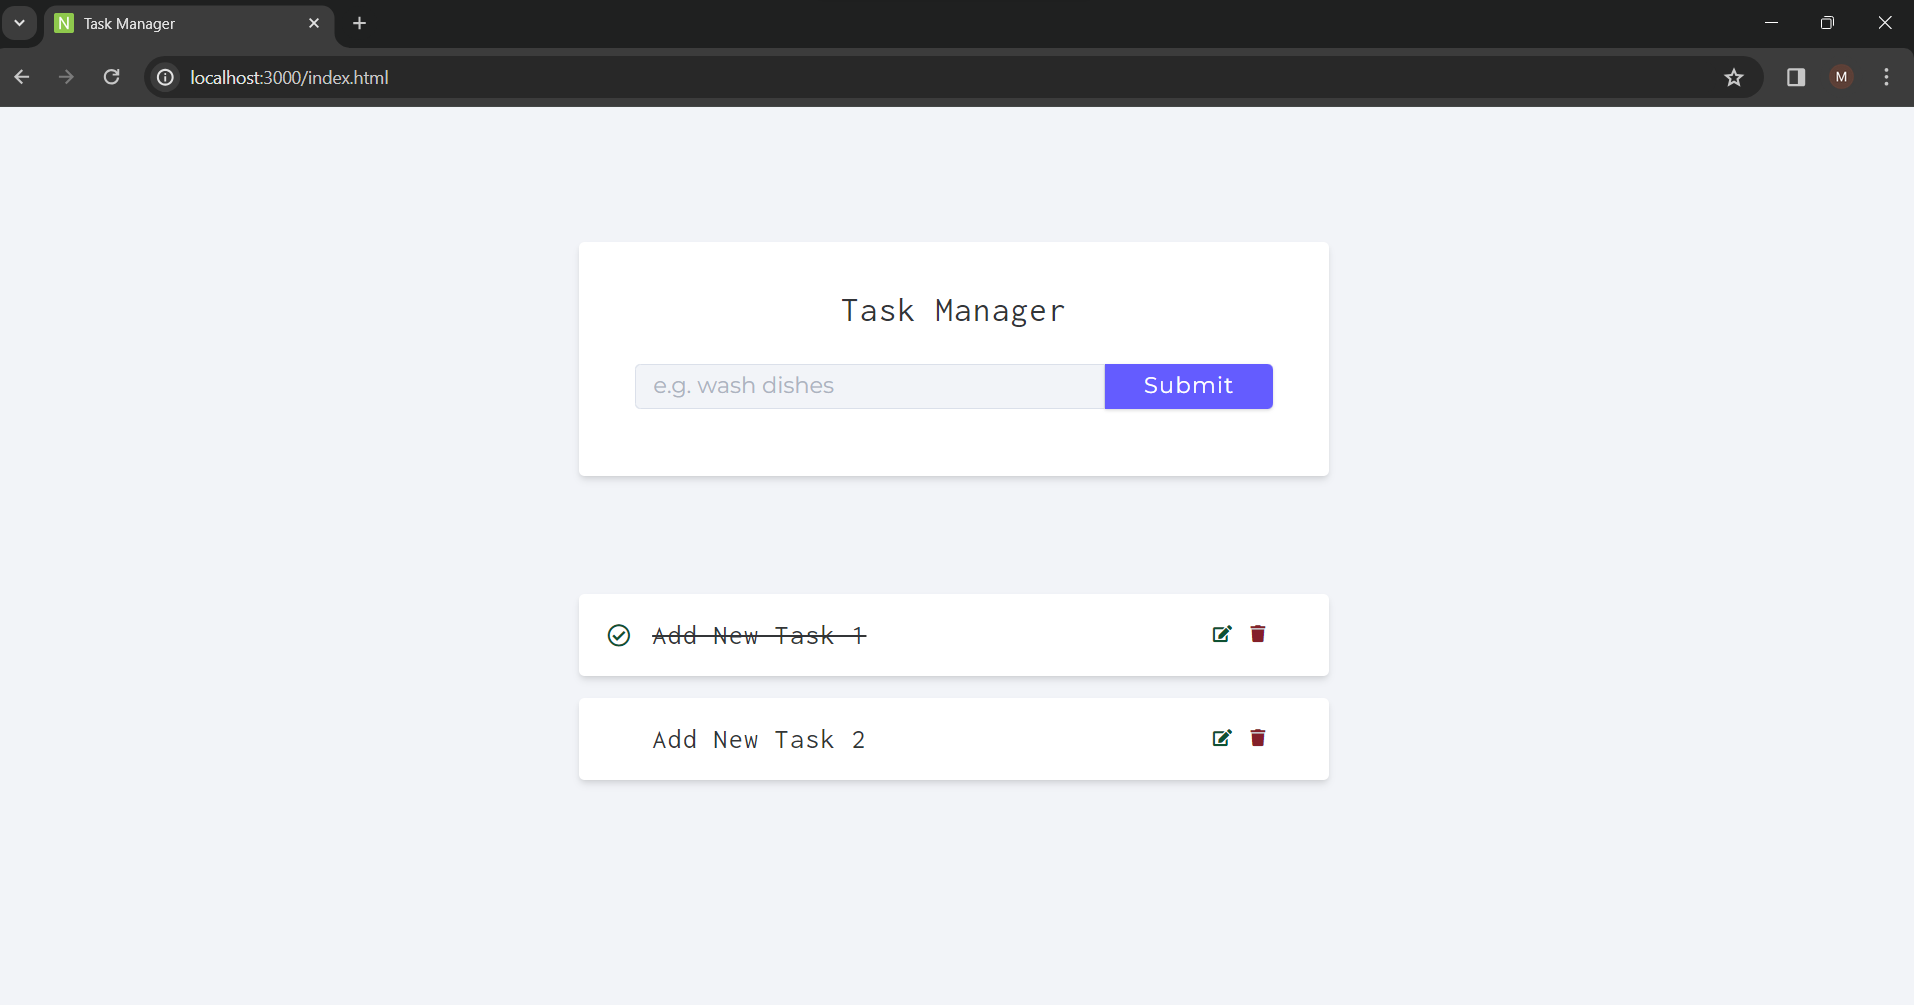 N Task Manager
localhost:3000/index.html
M
Task Manager
e.g. wash dishes
Submit
Add New Task 1
Add New Task 2